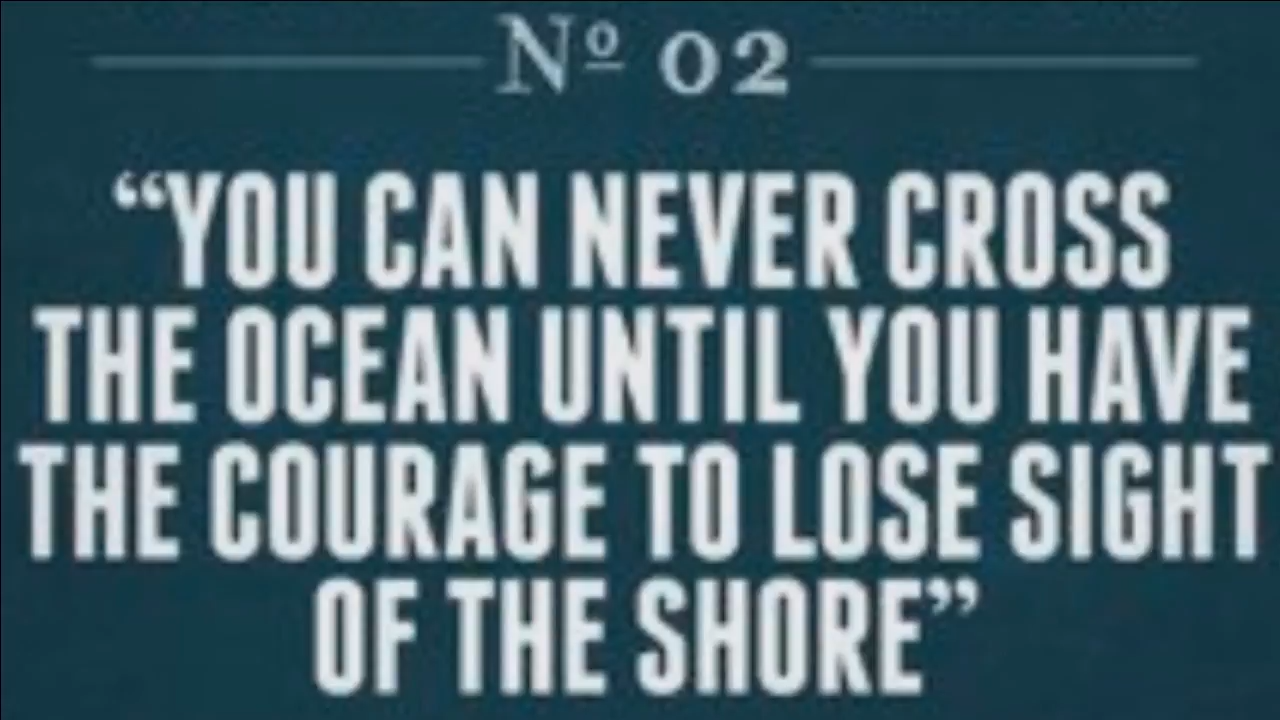 Nº 02
“YOU CAN NEVER CROSS
THE OCEAN UNTIL YOU HAVE
THE COURAGE TO LOSE SIGHT
OF THE SHORE”